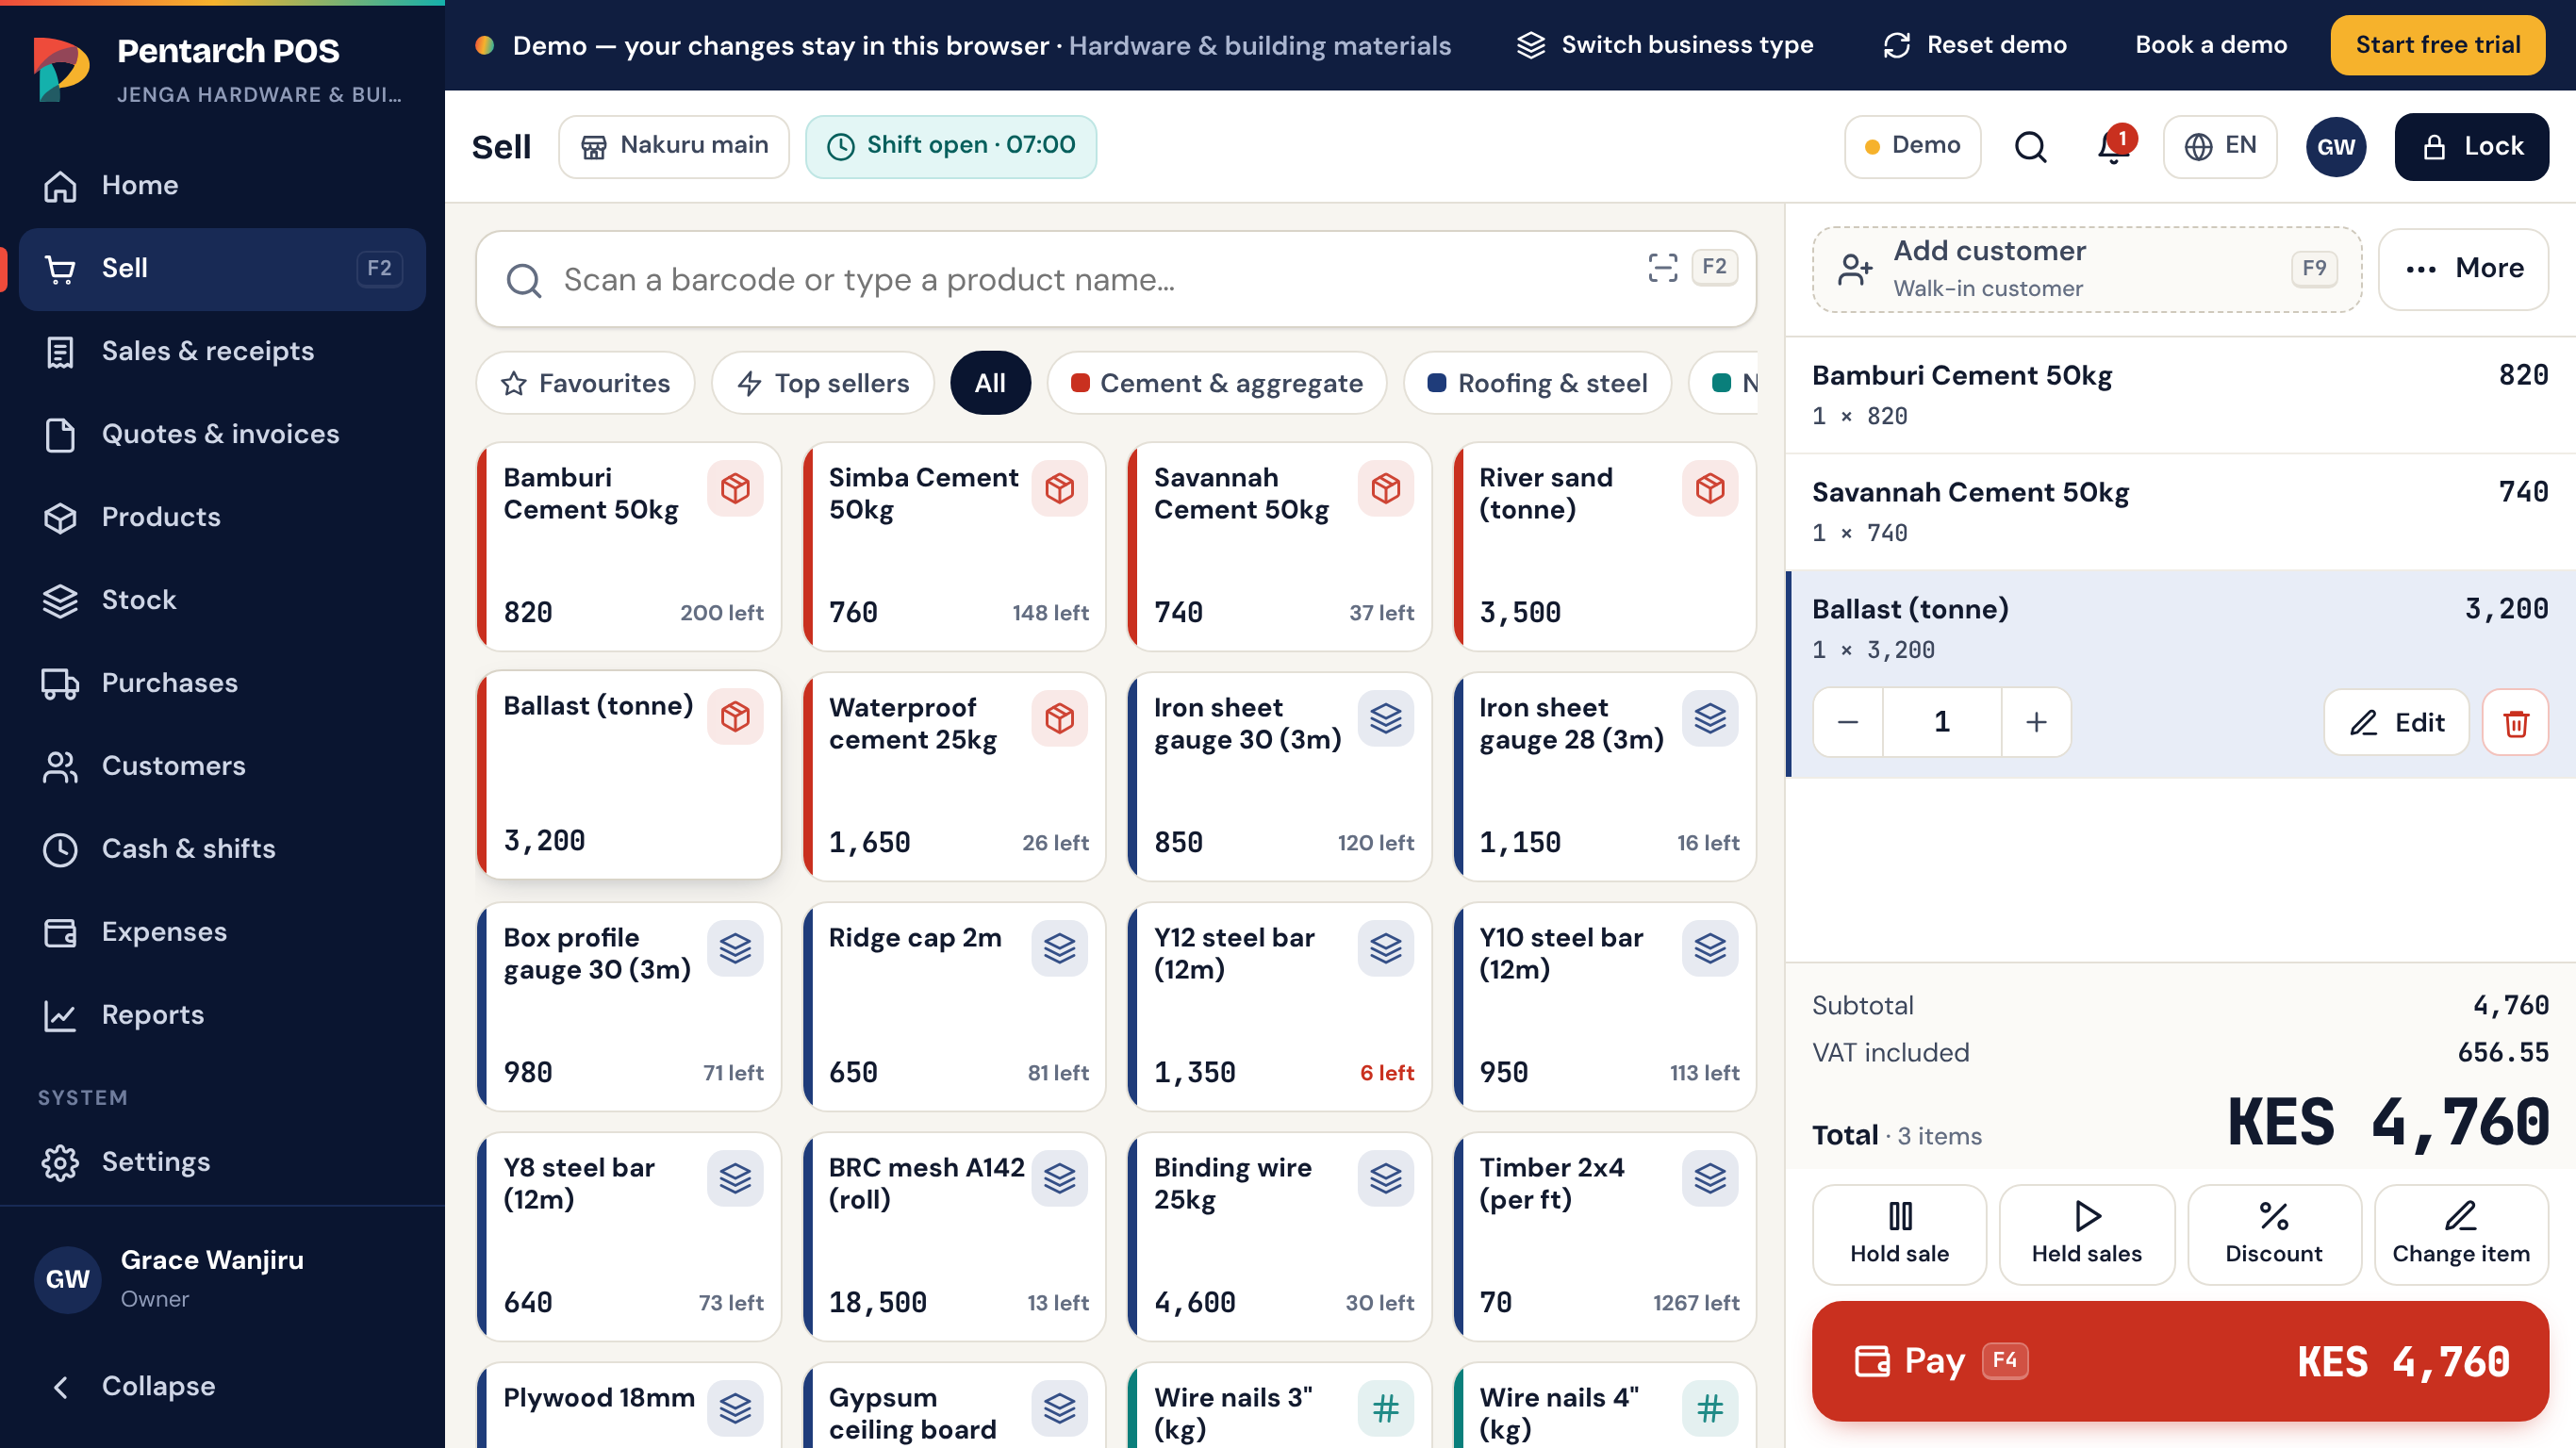 Pentarch POS
JENGA HARDWARE & BUI...
Home
Sell F2
Sales & receipts
Quotes & invoices
Products
Stock
Purchases
Customers
Cash & shifts
Expenses
Reports
SYSTEM
Settings
GW Grace Wanjiru
Owner
Collapse
Demo — your changes stay in this browser · Hardware & building materials
Switch business type
Reset demo
Book a demo
Start free trial
Sell
Nakuru main
Shift open · 07:00
Demo
1
EN
GW
Lock
Scan a barcode or type a product name...
F2
Favourites
Top sellers
All
Cement & aggregate
Roofing & steel
N
Bamburi
Cement 50kg
820 200 left
Simba Cement
50kg
760 148 left
Savannah
Cement 50kg
740 37 left
River sand
(tonne)
3,500
Ballast (tonne)
3,200
Waterproof
cement 25kg
1,650 26 left
Iron sheet
gauge 30 (3m)
850 120 left
Iron sheet
gauge 28 (3m)
1,150 16 left
Box profile
gauge 30 (3m)
980 71 left
Ridge cap 2m
650 81 left
Y12 steel bar
(12m)
1,350 6 left
Y10 steel bar
(12m)
950 113 left
Y8 steel bar
(12m)
640 73 left
BRC mesh A142
(roll)
18,500 13 left
Binding wire
25kg
4,600 30 left
Timber 2x4
(per ft)
70 1267 left
Plywood 18mm
Gypsum
ceiling board
Wire nails 3"
(kg)
Wire nails 4"
(kg)
Add customer
Walk-in customer
F9
More
Bamburi Cement 50kg 820
1 × 820
Savannah Cement 50kg 740
1 × 740
Ballast (tonne) 3,200
1 × 3,200
− 1 +
Edit
Subtotal 4,760
VAT included 656.55
Total · 3 items KES 4,760
Hold sale
Held sales
Discount
Change item
Pay F4 KES 4,760